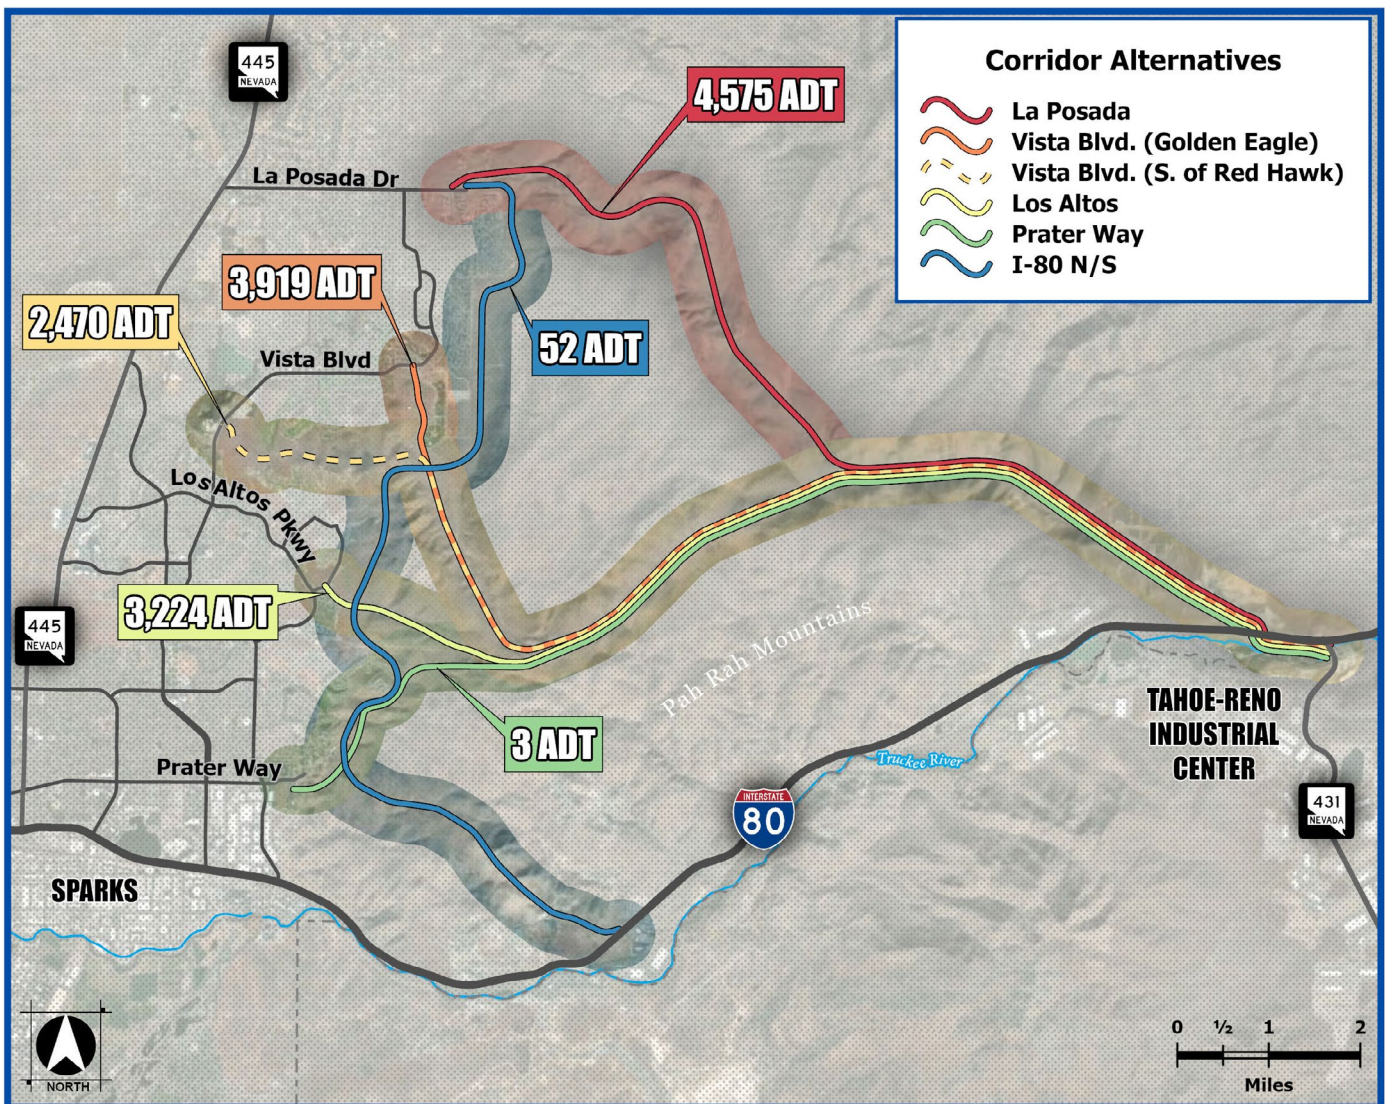 445
NEVADA
4,575 ADT
Corridor Alternatives
La Posada
Vista Blvd. (Golden Eagle)
Vista Blvd. (S. of Red Hawk)
Los Altos
Prater Way
I-80 N/S
La Posada Dr
3,919 ADT
2,470 ADT
52 ADT
Vista Blvd
Los Altos Pkwy
3,224 ADT
445
NEVADA
Pah Rah Mountains
3 ADT
TAHOE-RENO
INDUSTRIAL
CENTER
Truckee River
Prater Way
INTERSTATE
80
431
NEVADA
SPARKS
NORTH
0 ½ 1 2
Miles